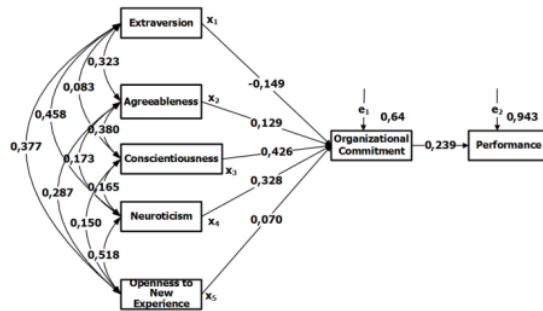 Extraversion
x₁
0,323
0,083
-0,149
0,458
0,377
Agreeableness
x₂
0,129
e₁
0,64
e₂
0,943
0,380
0,173
Conscientiousness
x₃
0,426
Organizational
Commitment
0,239
Performance
0,287
0,165
0,328
0,150
Neuroticism
x₄
0,070
0,518
Openness to
New
Experience
x₅